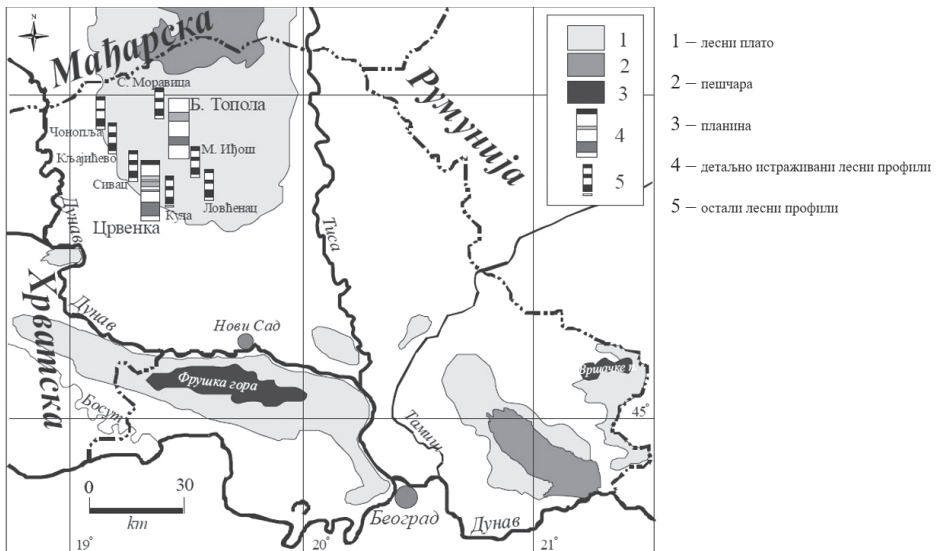 N
Мађарска
Румунија
Хрватска
С. Моравица
Б. Топола
Чонопља
Кљајићево
М. Иђош
Сивац
Кула
Ловћенац
Црвенка
Дунав
Тиса
Дунав
Нови Сад
Фрушка гора
Вршачке п.
Босут
Тамиш
45°
0 30
km
Београд
Дунав
19° 20° 21°
1
2
3
4
5
1 – лесни плато
2 – пешчара
3 – планина
4 – детаљно истраживани лесни профили
5 – остали лесни профили